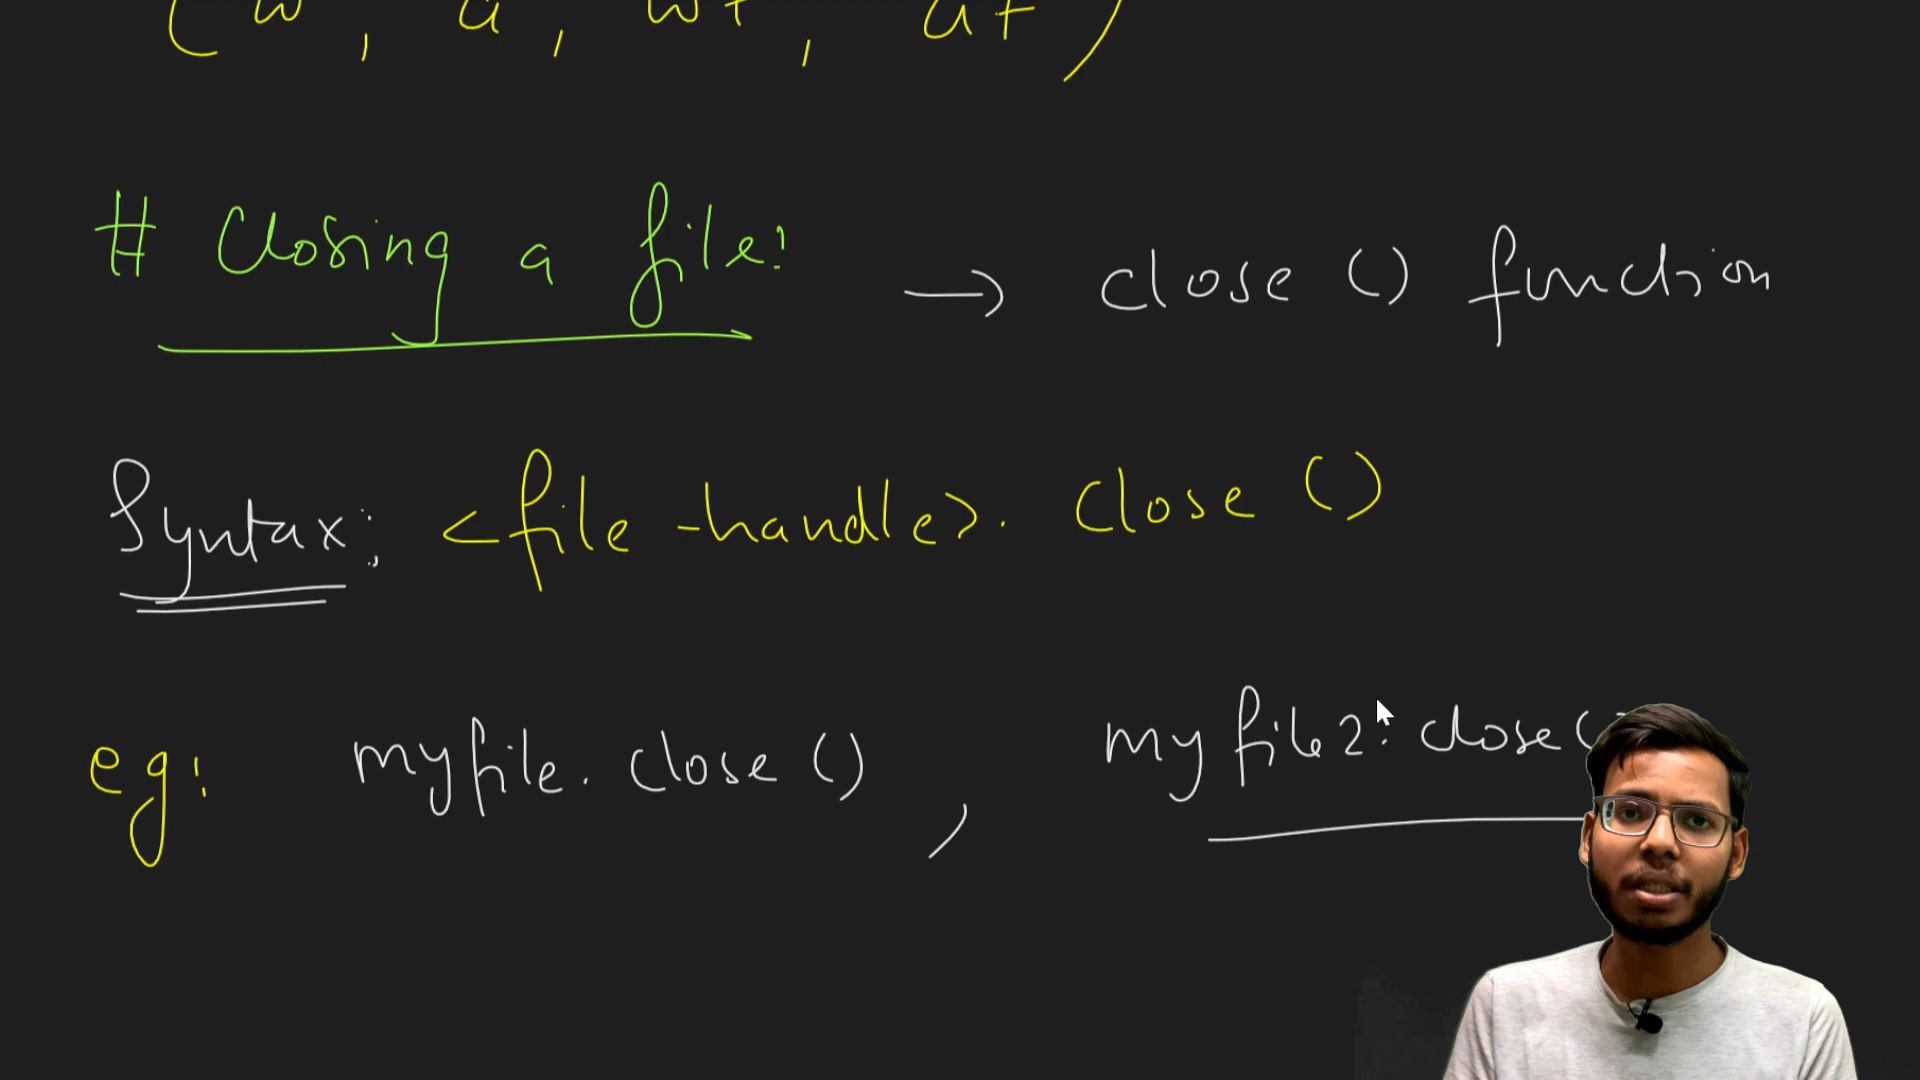 (w, a, w+, a+)
# Closing a file: → close () function
Syntax: <file-handle>. close ()
eg: myfile. close () , myfile2. close (